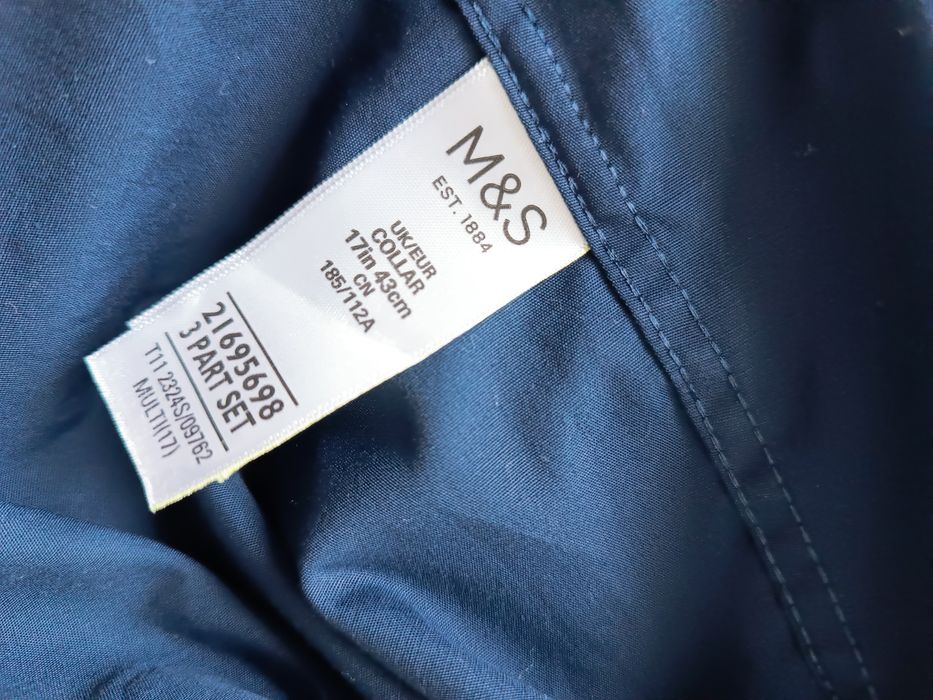 M&S
EST. 1884
UK/EUR
COLLAR
17in 43cm
CN
185/112A
21695698
3 PART SET
T11 2324S/09762
MULTI(17)